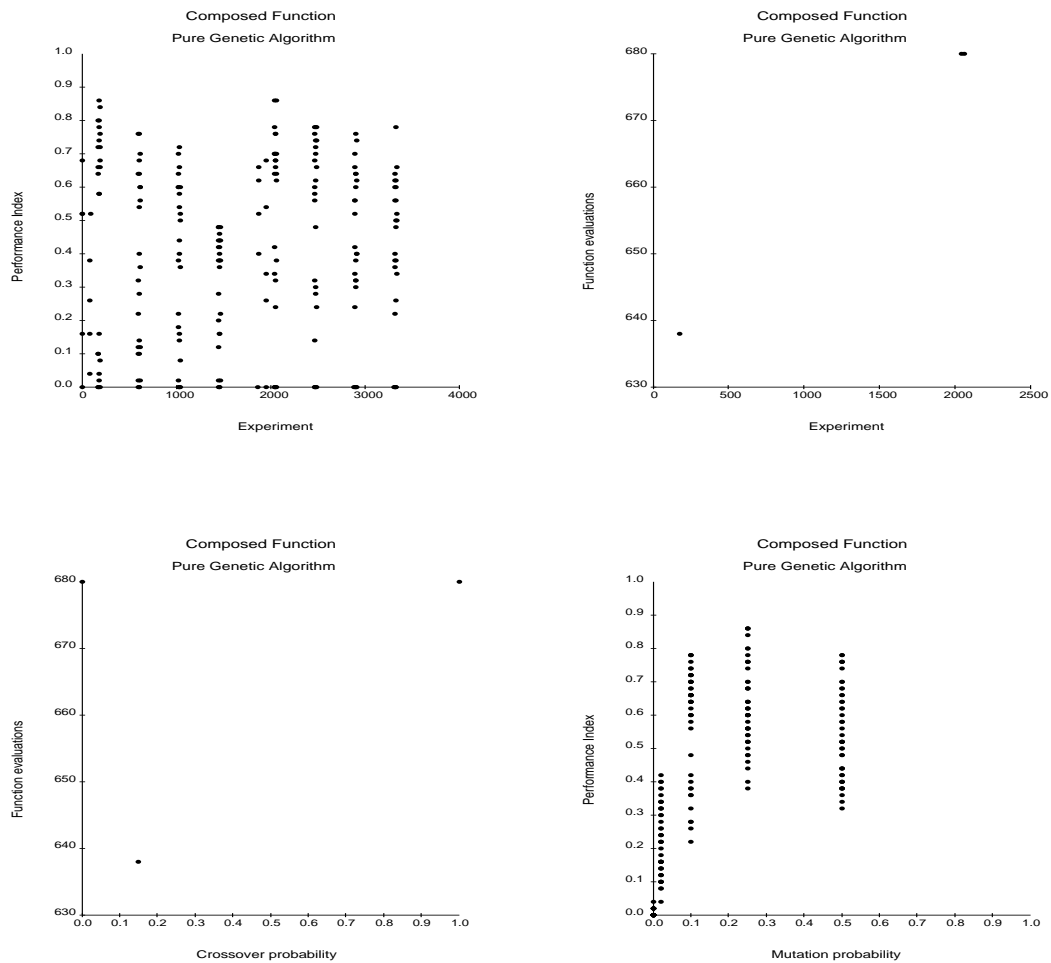 Composed Function
Pure Genetic Algorithm
1.0
0.9
0.8
0.7
0.6
0.5
0.4
0.3
0.2
0.1
0.0
Performance Index
0 1000 2000 3000 4000
Experiment
Composed Function
Pure Genetic Algorithm
680
670
660
650
640
630
Function evaluations
0 500 1000 1500 2000 2500
Experiment
Composed Function
Pure Genetic Algorithm
680
670
660
650
640
630
Function evaluations
0.0 0.1 0.2 0.3 0.4 0.5 0.6 0.7 0.8 0.9 1.0
Crossover probability
Composed Function
Pure Genetic Algorithm
1.0
0.9
0.8
0.7
0.6
0.5
0.4
0.3
0.2
0.1
0.0
Performance Index
0.0 0.1 0.2 0.3 0.4 0.5 0.6 0.7 0.8 0.9 1.0
Mutation probability